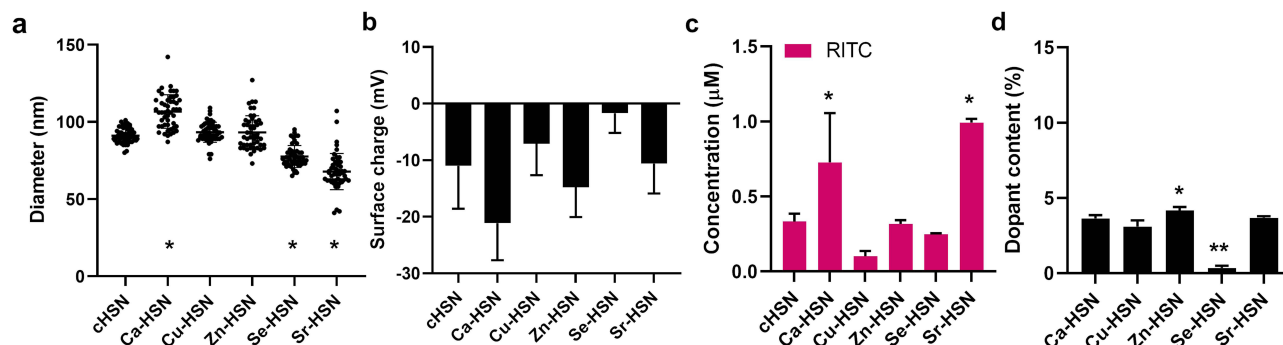 a
Diameter (nm)
150
100
50
0
*
*
*
cHSN
Ca-HSN
Cu-HSN
Zn-HSN
Se-HSN
Sr-HSN
b
Surface charge (mV)
10
0
-10
-20
-30
cHSN
Ca-HSN
Cu-HSN
Zn-HSN
Se-HSN
Sr-HSN
c
Concentration (μM)
1.5
1.0
0.5
0.0
RITC
*
*
cHSN
Ca-HSN
Cu-HSN
Zn-HSN
Se-HSN
Sr-HSN
d
Dopant content (%)
15
10
5
0
*
**
Ca-HSN
Cu-HSN
Zn-HSN
Se-HSN
Sr-HSN